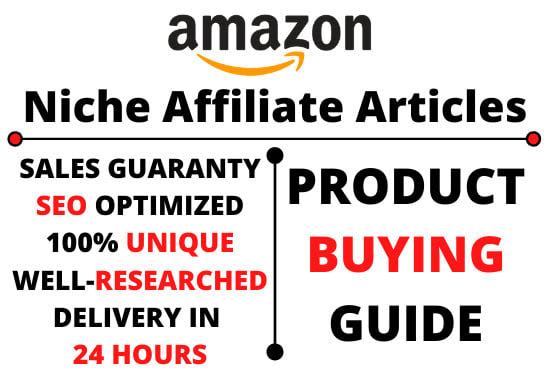 amazon
Niche Affiliate Articles
SALES GUARANTY
SEO OPTIMIZED
100% UNIQUE
WELL-RESEARCHED
DELIVERY IN
24 HOURS
PRODUCT
BUYING
GUIDE